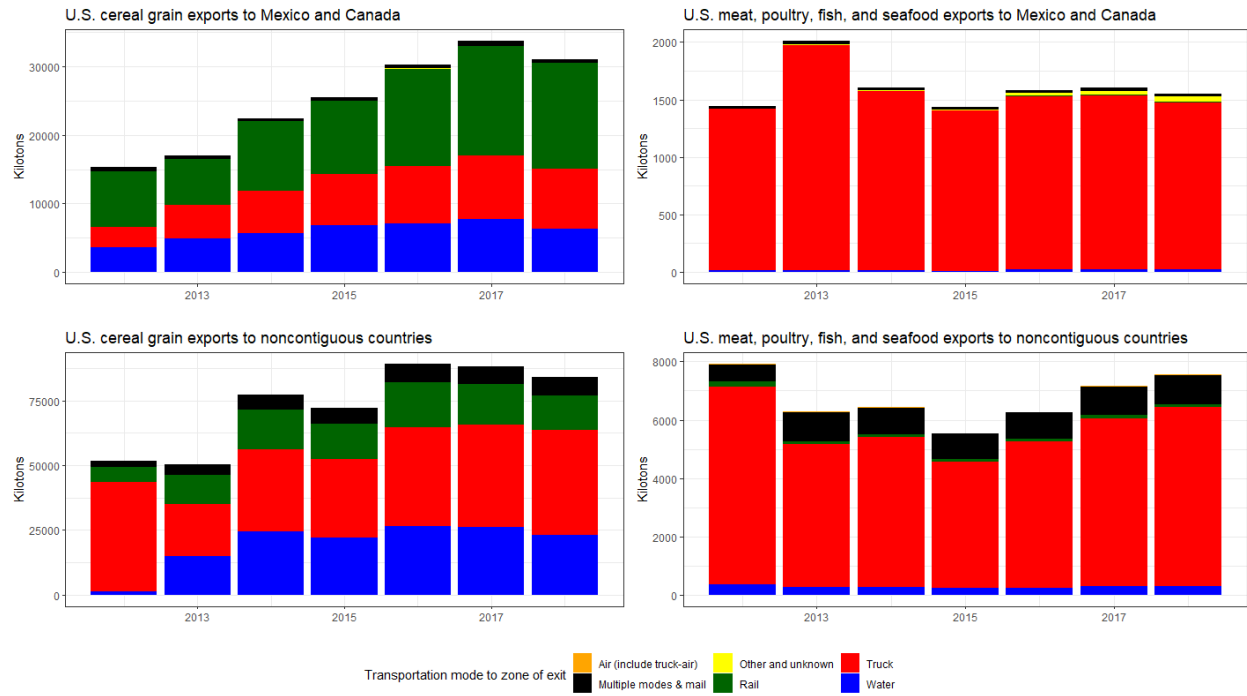 U.S. cereal grain exports to Mexico and Canada
Kilotons
30000
20000
10000
0
2013
2015
2017
U.S. meat, poultry, fish, and seafood exports to Mexico and Canada
Kilotons
2000
1500
1000
500
0
2013
2015
2017
U.S. cereal grain exports to noncontiguous countries
Kilotons
75000
50000
25000
0
2013
2015
2017
U.S. meat, poultry, fish, and seafood exports to noncontiguous countries
Kilotons
8000
6000
4000
2000
0
2013
2015
2017
Transportation mode to zone of exit
Air (include truck-air)
Other and unknown
Truck
Multiple modes & mail
Rail
Water